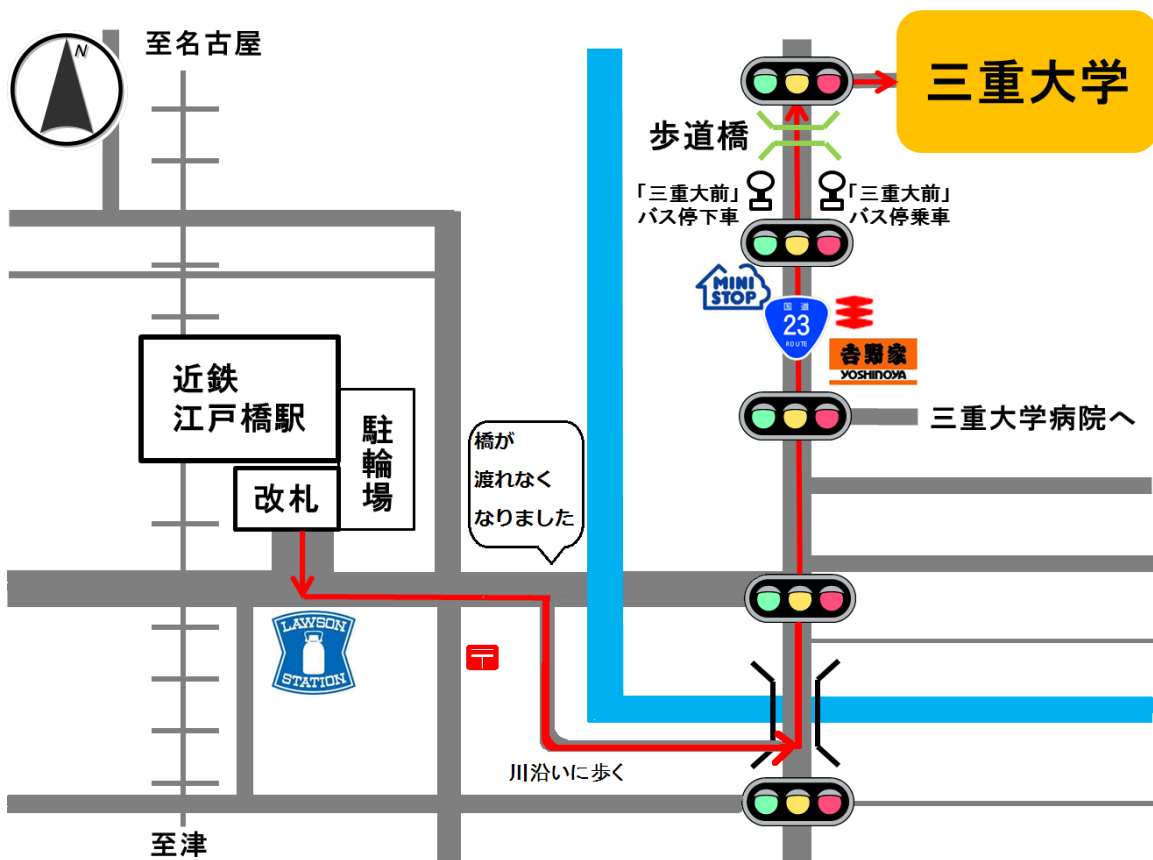 N
至名古屋
三重大学
歩道橋
「三重大前」
バス停下車
「三重大前」
バス停乗車
MINI
STOP
国道
23
ROUTE
吉野家
YOSHINOYA
近鉄
江戸橋駅
駐輪場
改札
橋が
渡れなく
なりました
三重大学病院へ
LAWSON
STATION
川沿いに歩く
至津